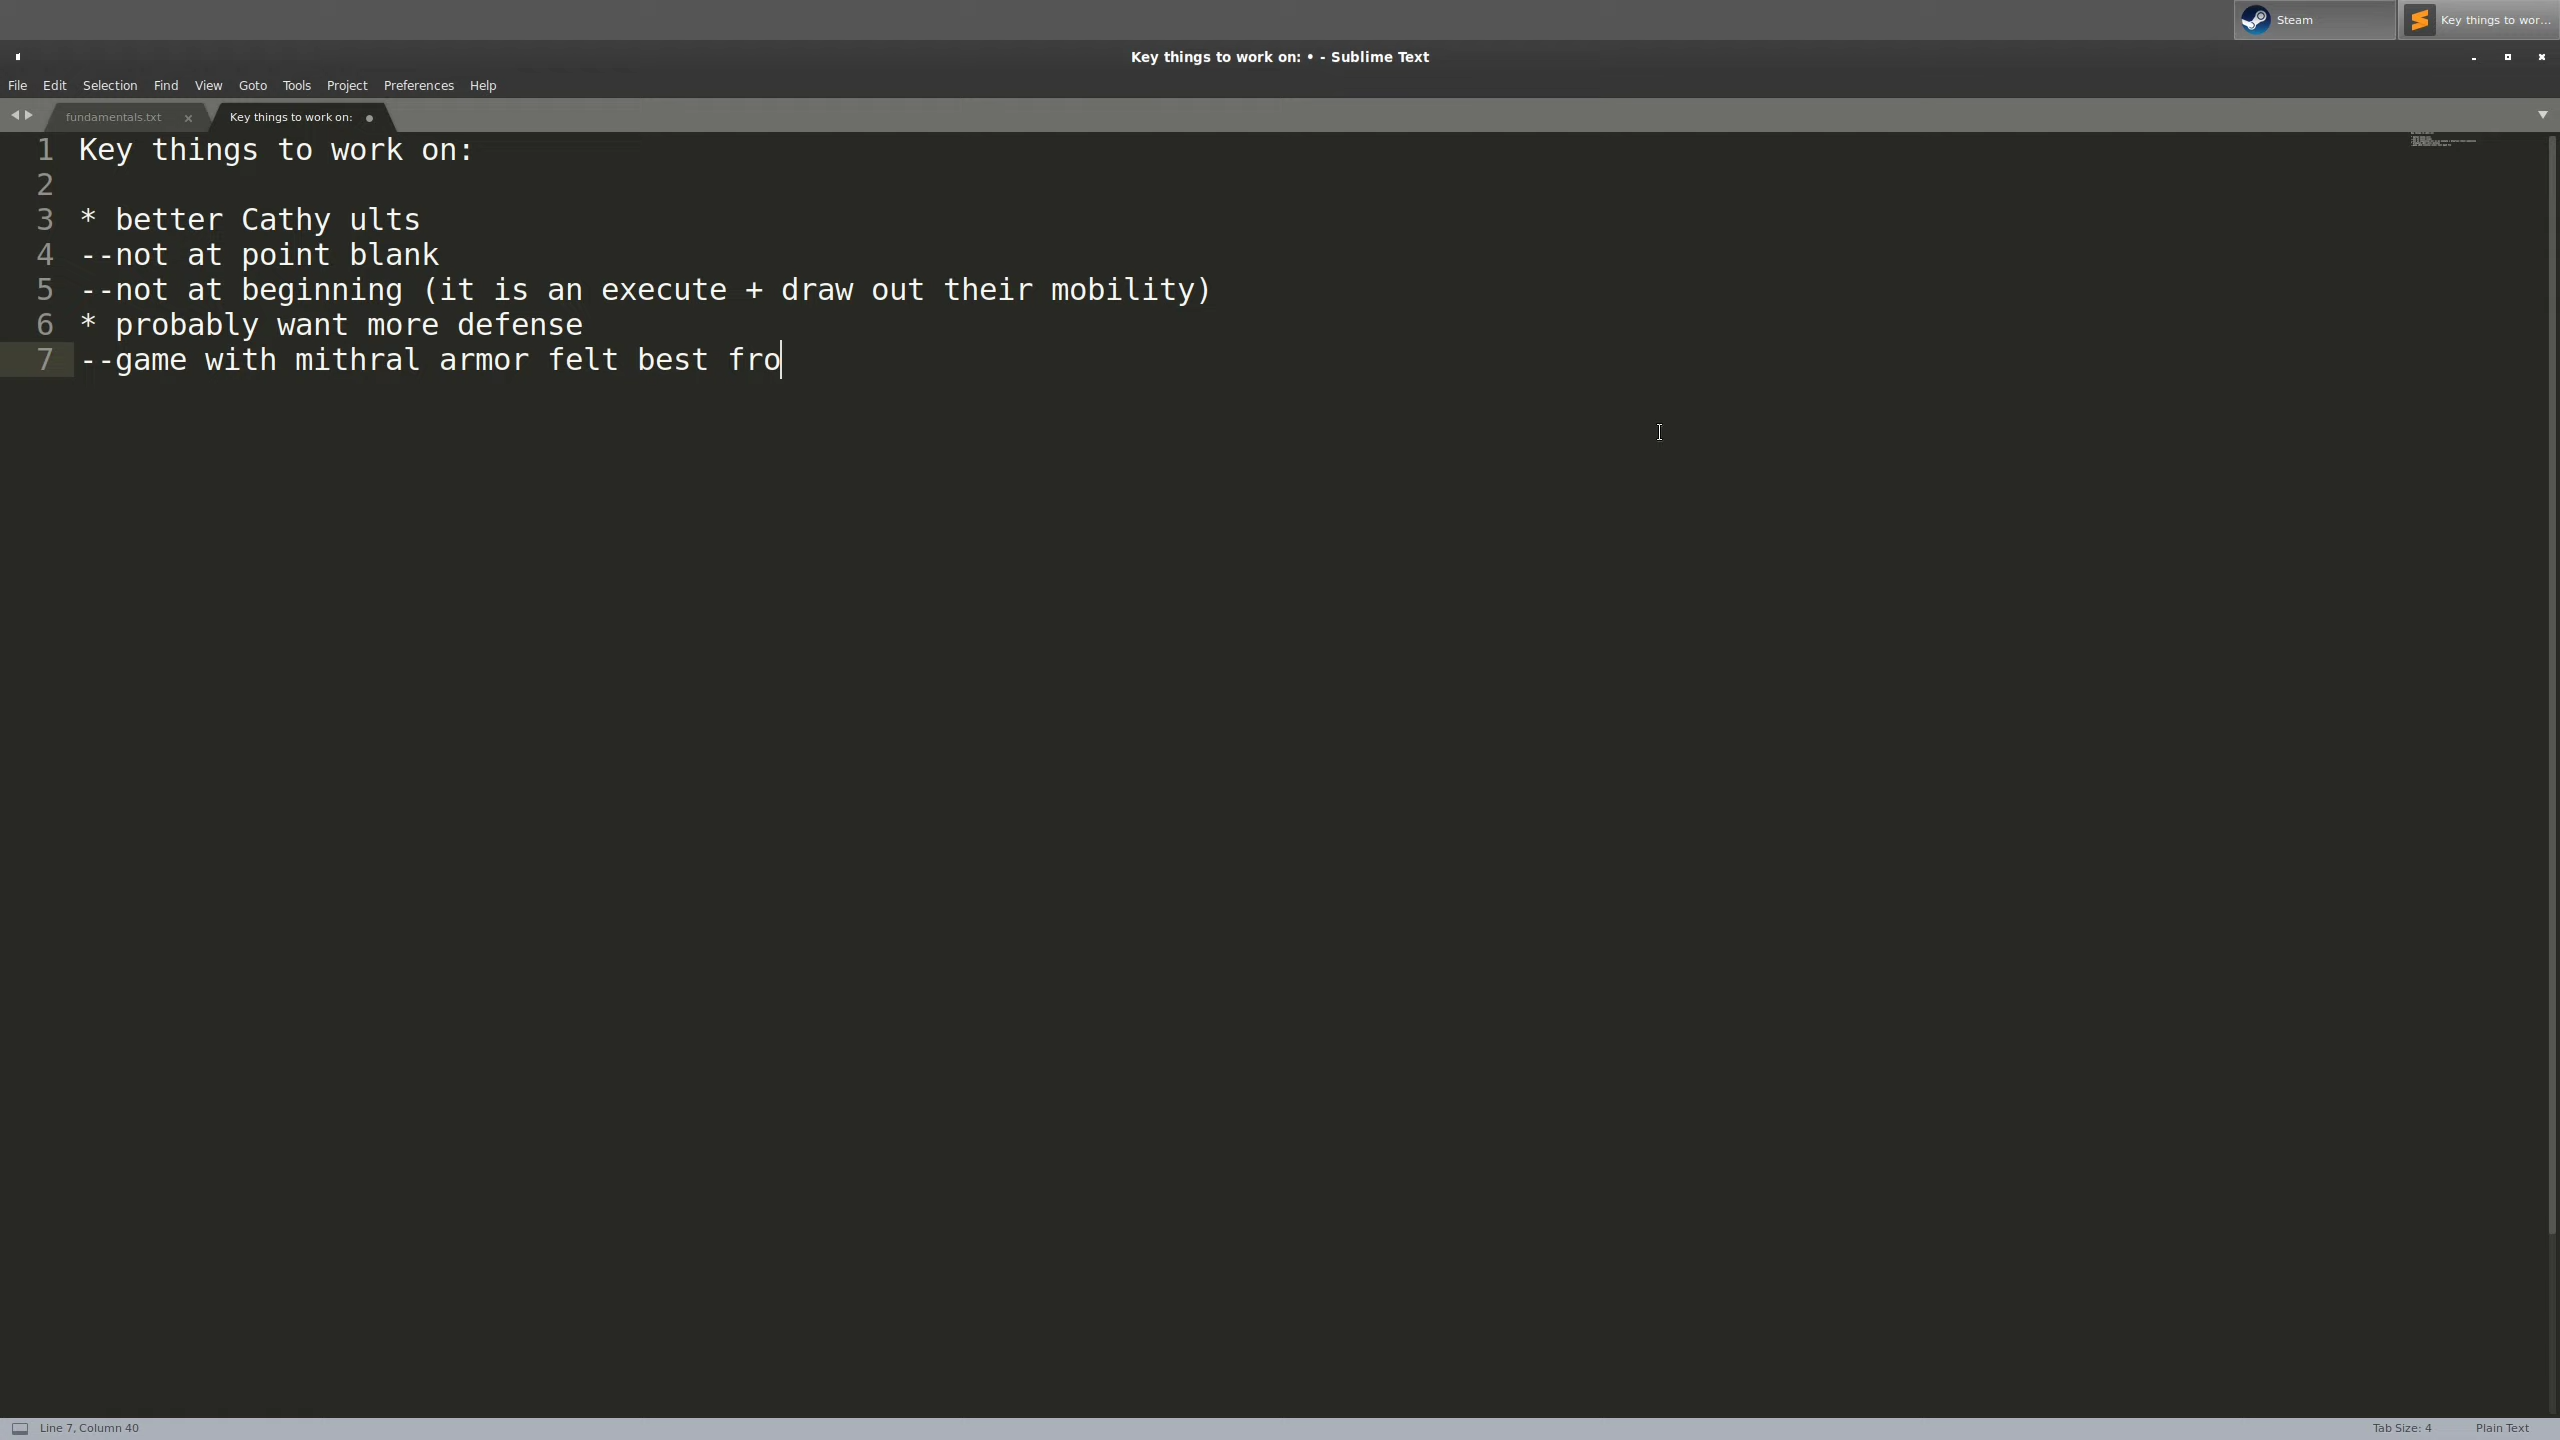 Steam
Key things to wor...
Key things to work on: • - Sublime Text
File Edit Selection Find View Goto Tools Project Preferences Help
fundamentals.txt
Key things to work on:
1 Key things to work on:
2
3 * better Cathy ults
4 --not at point blank
5 --not at beginning (it is an execute + draw out their mobility)
6 * probably want more defense
7 --game with mithral armor felt best fro
Line 7, Column 40
Tab Size: 4
Plain Text